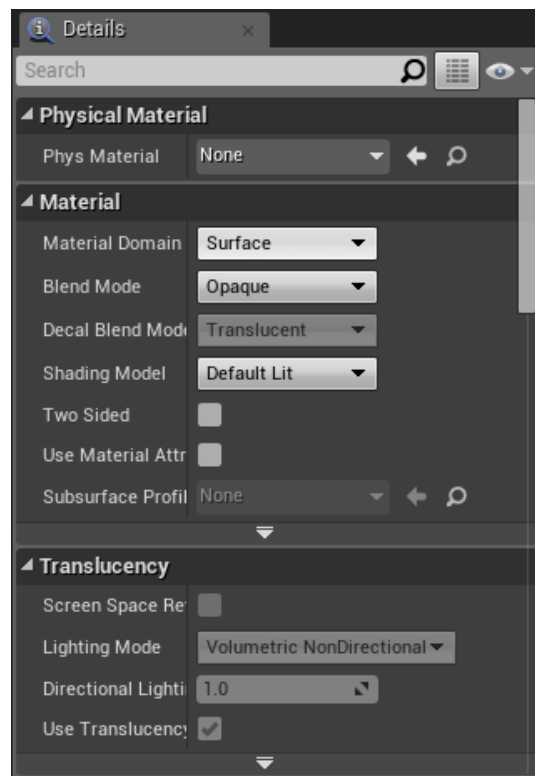 Details
Search
Physical Material
Phys Material None
Material
Material Domain Surface
Blend Mode Opaque
Decal Blend Mode Translucent
Shading Model Default Lit
Two Sided
Use Material Attr
Subsurface Profil None
Translucency
Screen Space Re
Lighting Mode Volumetric NonDirectional
Directional Lighti 1.0
Use Translucency